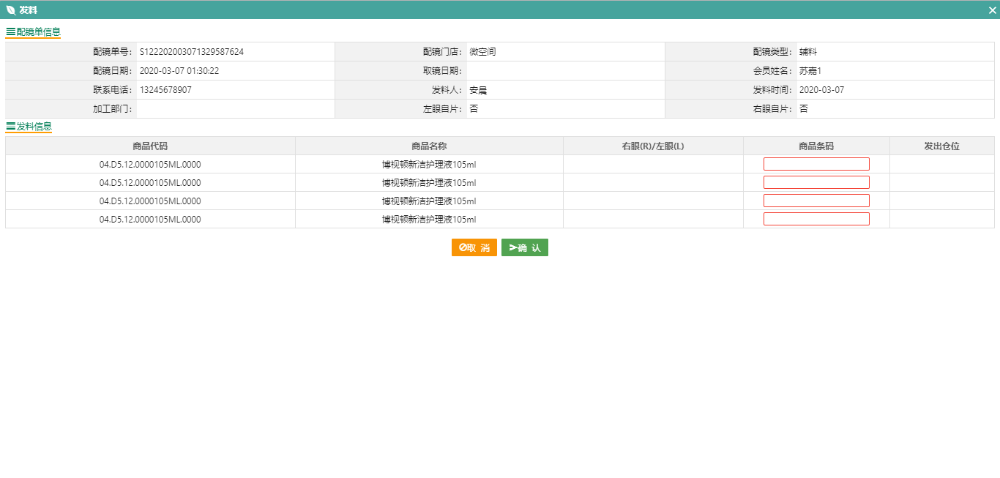 发料
配镜单信息
配镜单号： S122202003071329587624 配镜门店： 微空间 配镜类型： 辅料
配镜日期： 2020-03-07 01:30:22 取镜日期： 会员姓名： 苏嘉1
联系电话： 13245678907 发料人： 安晨 发料时间： 2020-03-07
加工部门： 左眼自片： 否 右眼自片： 否
发料信息
商品代码 商品名称 右眼(R)/左眼(L) 商品条码 发出仓位
04.D5.12.0000105ML.0000 博视顿新洁护理液105ml
04.D5.12.0000105ML.0000 博视顿新洁护理液105ml
04.D5.12.0000105ML.0000 博视顿新洁护理液105ml
04.D5.12.0000105ML.0000 博视顿新洁护理液105ml
取 消 确 认